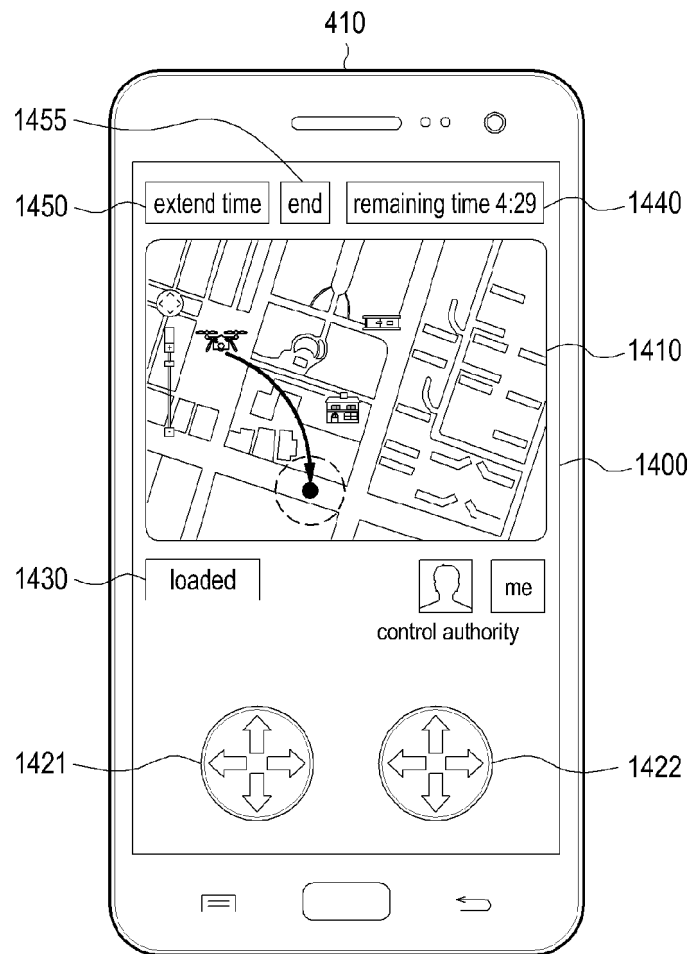 410
1455
1450
extend time
end
remaining time 4:29
1440
1410
1400
1430
loaded
me
control authority
1421
1422